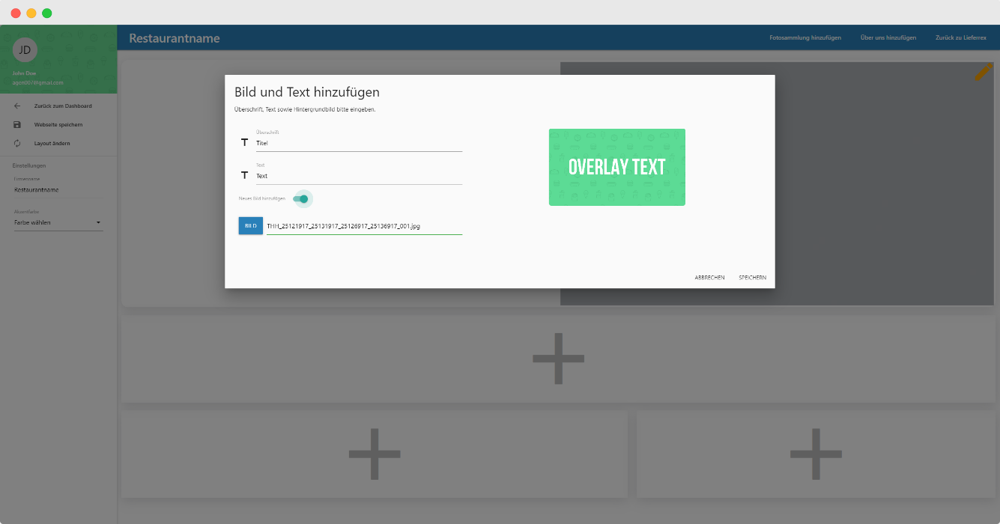 JD
John Doe
agon007@gmail.com
Zurück zum Dashboard
Webseite speichern
Layout ändern
Einstellungen
Firmenname
Restaurantname
Akzentfarbe
Farbe wählen
Restaurantname
Fotosammlung hinzufügen
Über uns hinzufügen
Zurück zu Lieferrex
Bild und Text hinzufügen
Überschrift, Text sowie Hintergrundbild bitte eingeben.
Überschrift
Titel
Text
Text
Neues Bild hinzufügen
BILD
THH_25121917_25131917_25126917_25136917_001.jpg
OVERLAY TEXT
ABBRECHEN
SPEICHERN